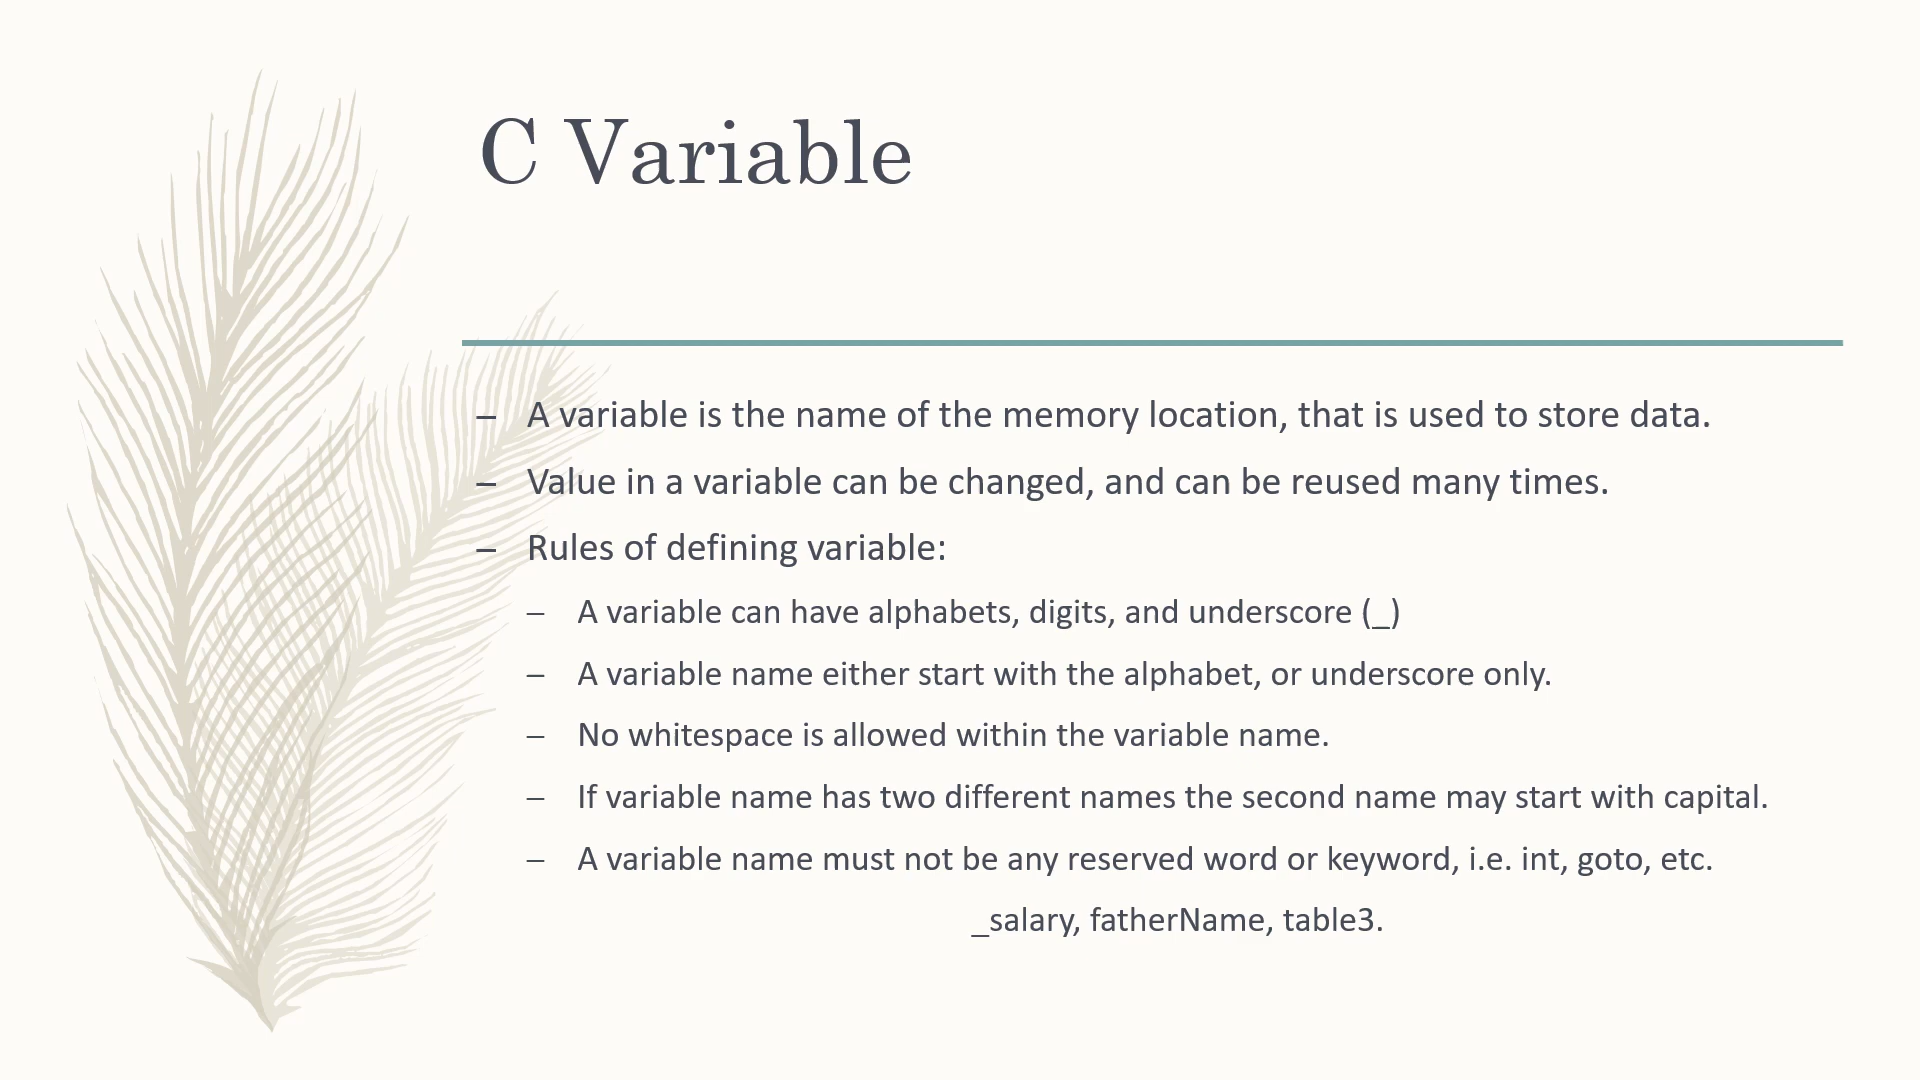 C Variable
– A variable is the name of the memory location, that is used to store data.
– Value in a variable can be changed, and can be reused many times.
– Rules of defining variable:
– A variable can have alphabets, digits, and underscore (_)
– A variable name either start with the alphabet, or underscore only.
– No whitespace is allowed within the variable name.
– If variable name has two different names the second name may start with capital.
– A variable name must not be any reserved word or keyword, i.e. int, goto, etc.
_salary, fatherName, table3.